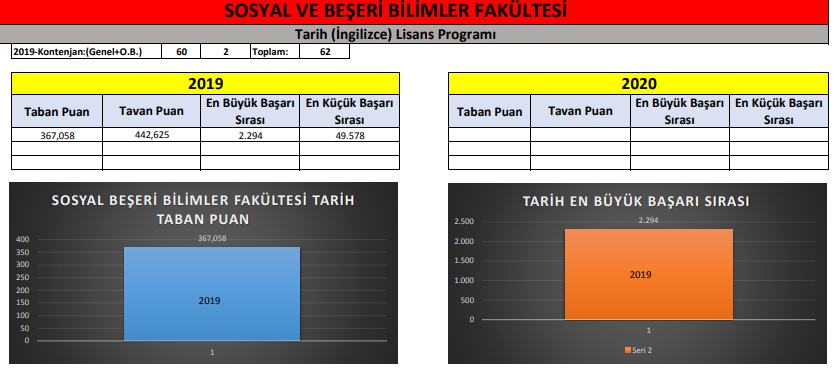 SOSYAL VE BEŞERİ BİLİMLER FAKÜLTESİ
Tarih (İngilizce) Lisans Programı
2019-Kontenjan:(Genel+O.B.) 60 2 Toplam: 62
2019
Taban Puan Tavan Puan En Büyük Başarı Sırası En Küçük Başarı Sırası
367,058 442,625 2.294 49.578
2020
Taban Puan Tavan Puan En Büyük Başarı Sırası En Küçük Başarı Sırası
SOSYAL BEŞERİ BİLİMLER FAKÜLTESİ TARİH
TABAN PUAN
367,058
400
350
300
250
200
150
100
50
0
2019
1
TARİH EN BÜYÜK BAŞARI SIRASI
2.294
2.500
2.000
1.500
1.000
500
0
2019
1
Seri 2